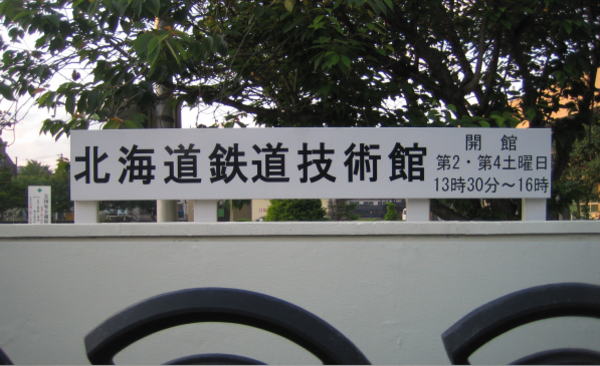 北海道鉄道技術館
開館
第2・第4土曜日
13時30分～16時